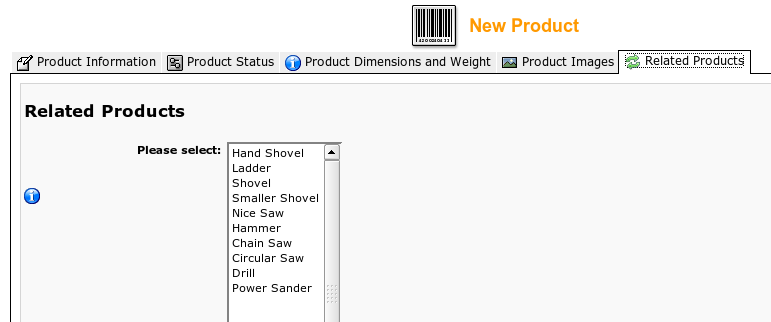 New Product
Product Information Product Status Product Dimensions and Weight Product Images Related Products
Related Products
Please select:
Hand Shovel
Ladder
Shovel
Smaller Shovel
Nice Saw
Hammer
Chain Saw
Circular Saw
Drill
Power Sander